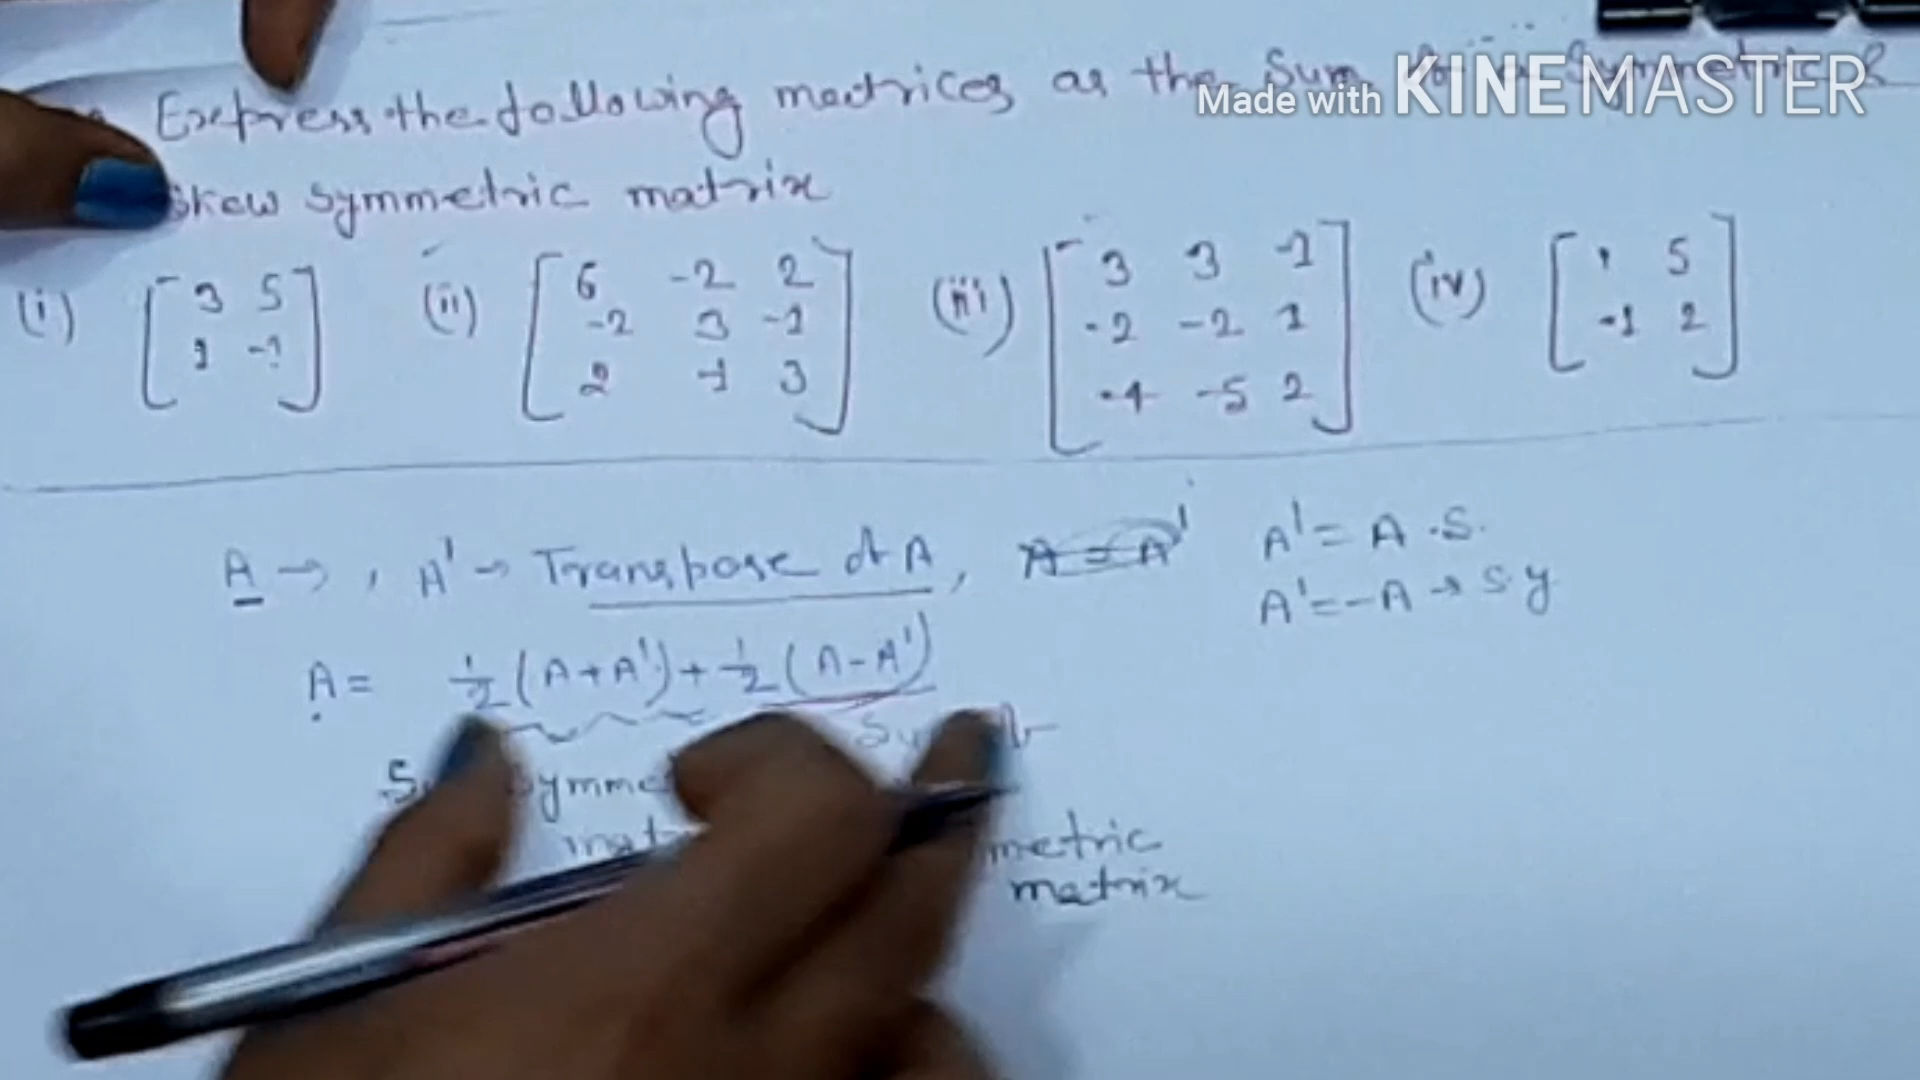 Express the following matrices as the Sum
Made with KINEMASTER
Skew symmetric matrix
(i) [3 5
1 -1] (ii) [6 -2 2
-2 3 -1
2 -1 3] (iii) [3 3 -1
-2 -2 1
-4 -5 2] (iv) [1 5
-1 2]
A → , A' → Transpose of A, A = A' A' = A · S.
A' = -A → S y
A = 1/2 (A + A') + 1/2 (A - A')
metric
matrix